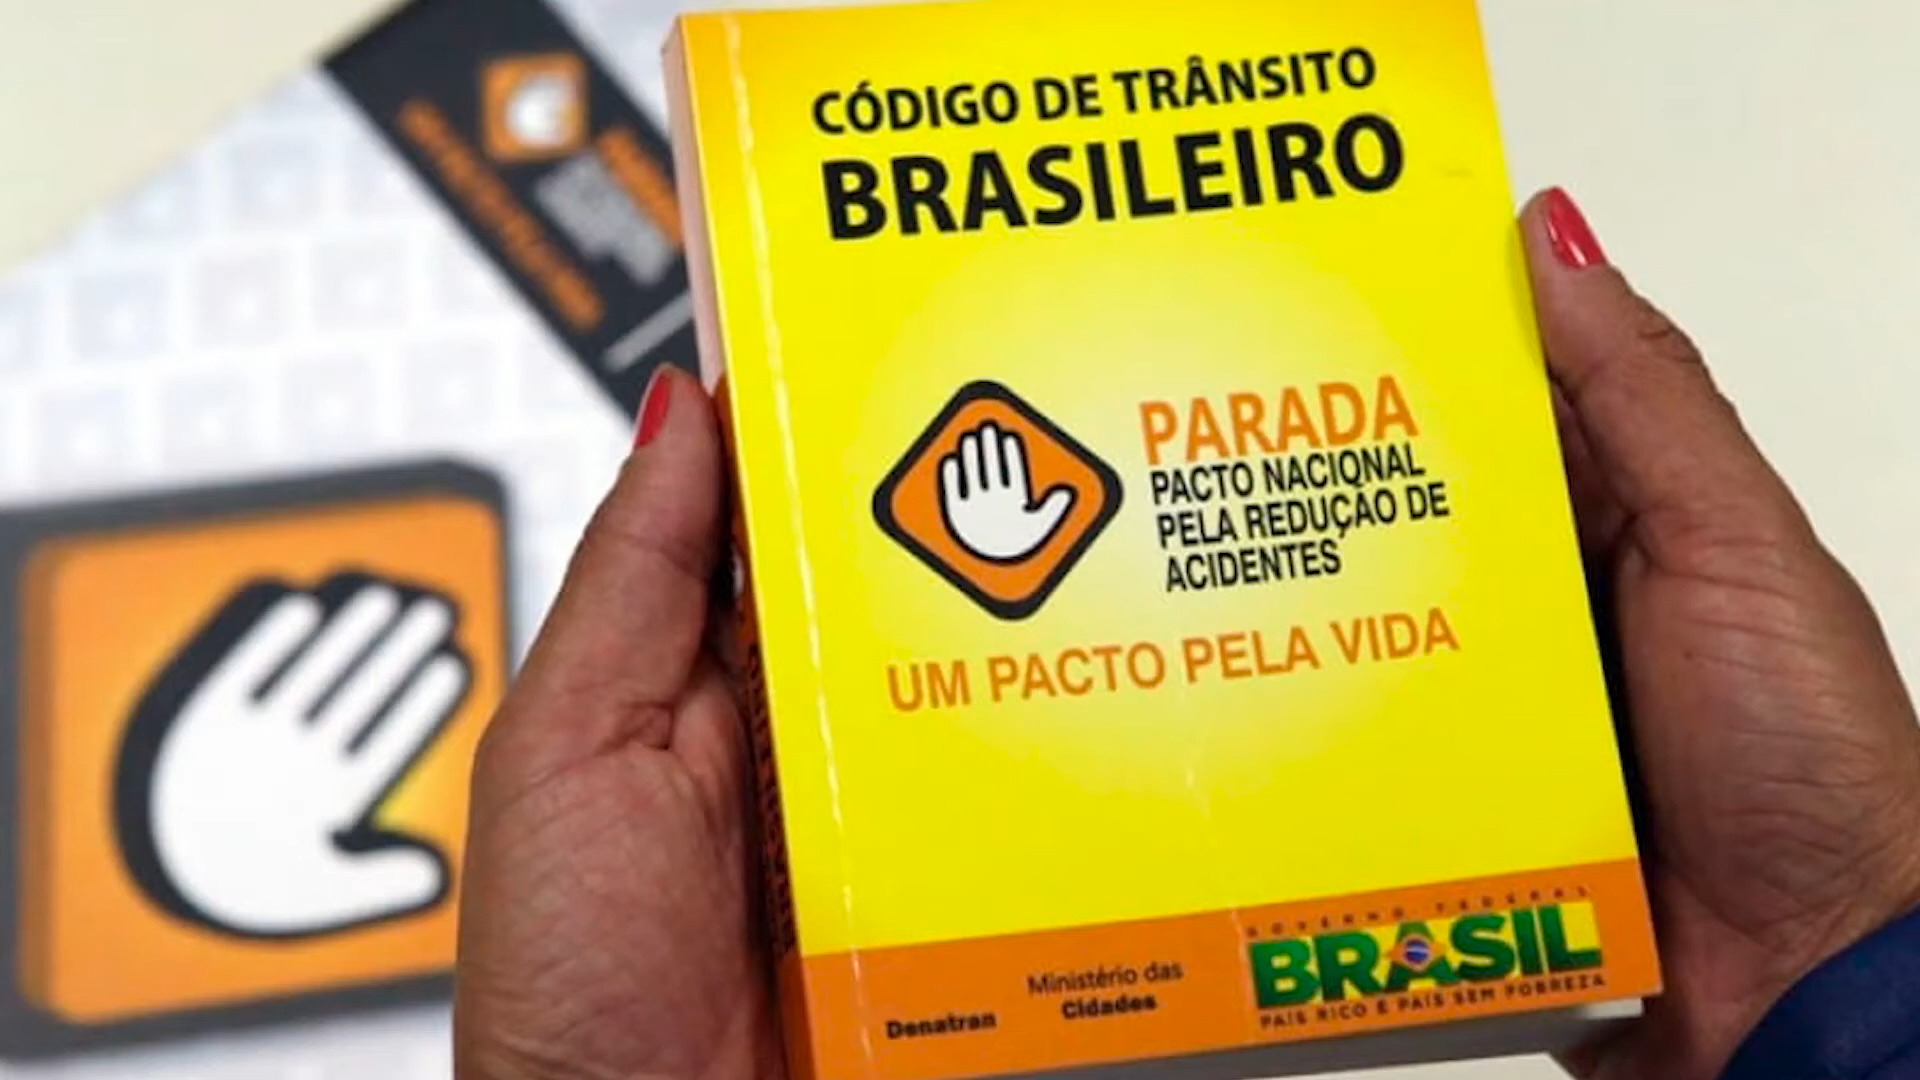 CÓDIGO DE TRÂNSITO
BRASILEIRO
PARADA
PACTO NACIONAL
PELA REDUÇÃO DE
ACIDENTES
UM PACTO PELA VIDA
Denatran
Ministério das
Cidades
GOVERNO FEDERAL
BRASIL
PAÍS RICO É PAÍS SEM POBREZA